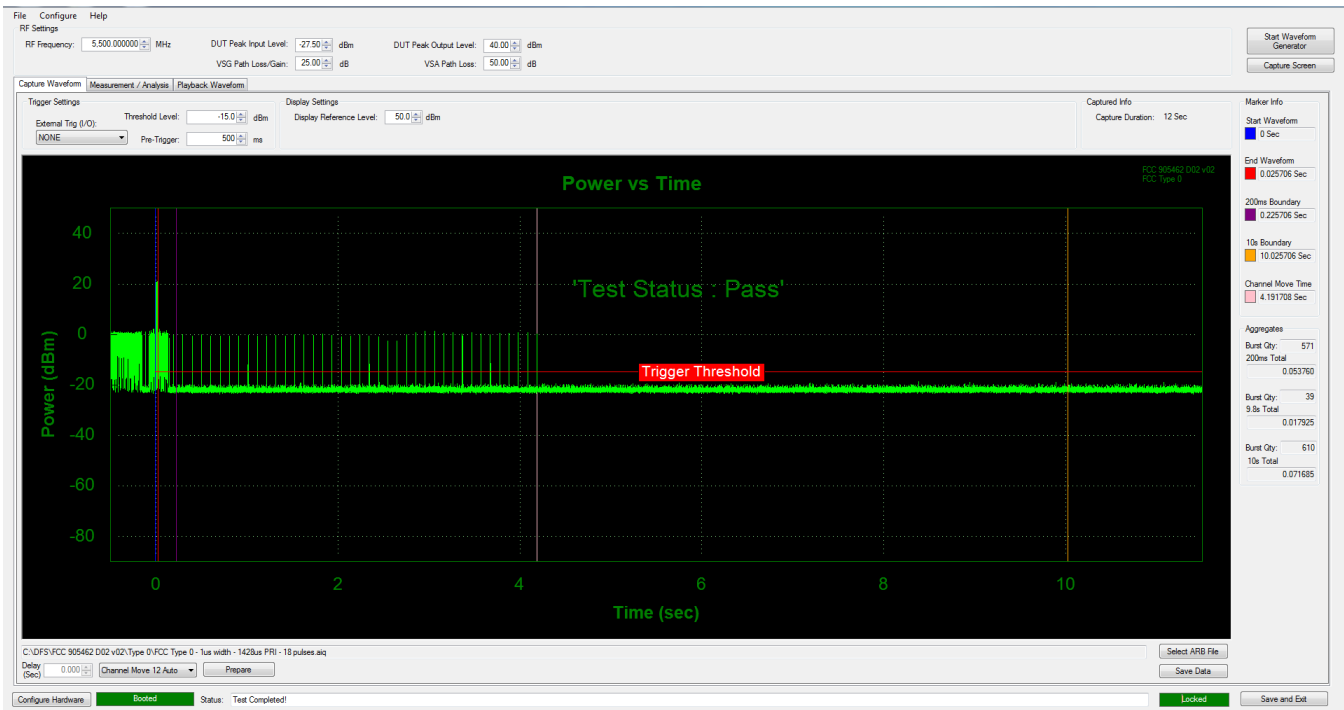 File Configure Help
RF Settings
RF Frequency: 5,500.000000 MHz DUT Peak Input Level: -27.50 dBm DUT Peak Output Level: 40.00 dBm
VSG Path Loss/Gain: 25.00 dB VSA Path Loss: 50.00 dB
Start Waveform
Generator
Capture Screen
Capture Waveform Measurement / Analysis Playback Waveform
Trigger Settings
External Trig (I/O):
NONE
Threshold Level: -15.0 dBm
Pre-Trigger: 500 ms
Display Settings
Display Reference Level: 50.0 dBm
Captured Info
Capture Duration: 12 Sec
Power vs Time
FCC 905462 D02 v02
FCC Type 0
'Test Status : Pass'
Trigger Threshold
Power (dBm)
40
20
0
-20
-40
-60
-80
0 2 4 6 8 10
Time (sec)
Marker Info
Start Waveform
0 Sec
End Waveform
0.025706 Sec
200ms Boundary
0.225706 Sec
10s Boundary
10.025706 Sec
Channel Move Time
4.191708 Sec
Aggregates
Burst Qty: 571
200ms Total
0.053760
Burst Qty: 39
9.8s Total
0.017925
Burst Qty: 610
10s Total
0.071685
C:\DFS\FCC 905462 D02 v02\Type 0\FCC Type 0 - 1us width - 1428us PRI - 18 pulses.aiq
Select ARB File
Delay
(Sec) 0.000 Channel Move 12 Auto Prepare
Save Data
Configure Hardware Booted Status: Test Completed! Locked Save and Exit